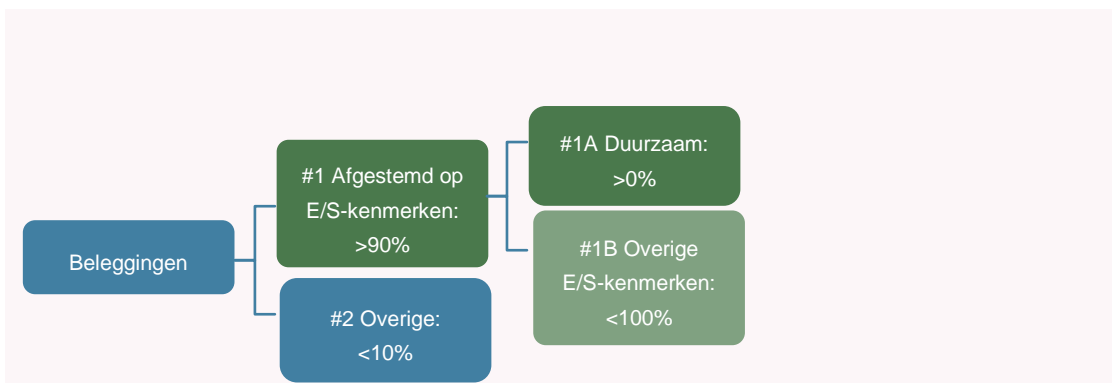 Beleggingen
#1 Afgestemd op
E/S-kenmerken:
>90%
#2 Overige:
<10%
#1A Duurzaam:
>0%
#1B Overige
E/S-kenmerken:
<100%